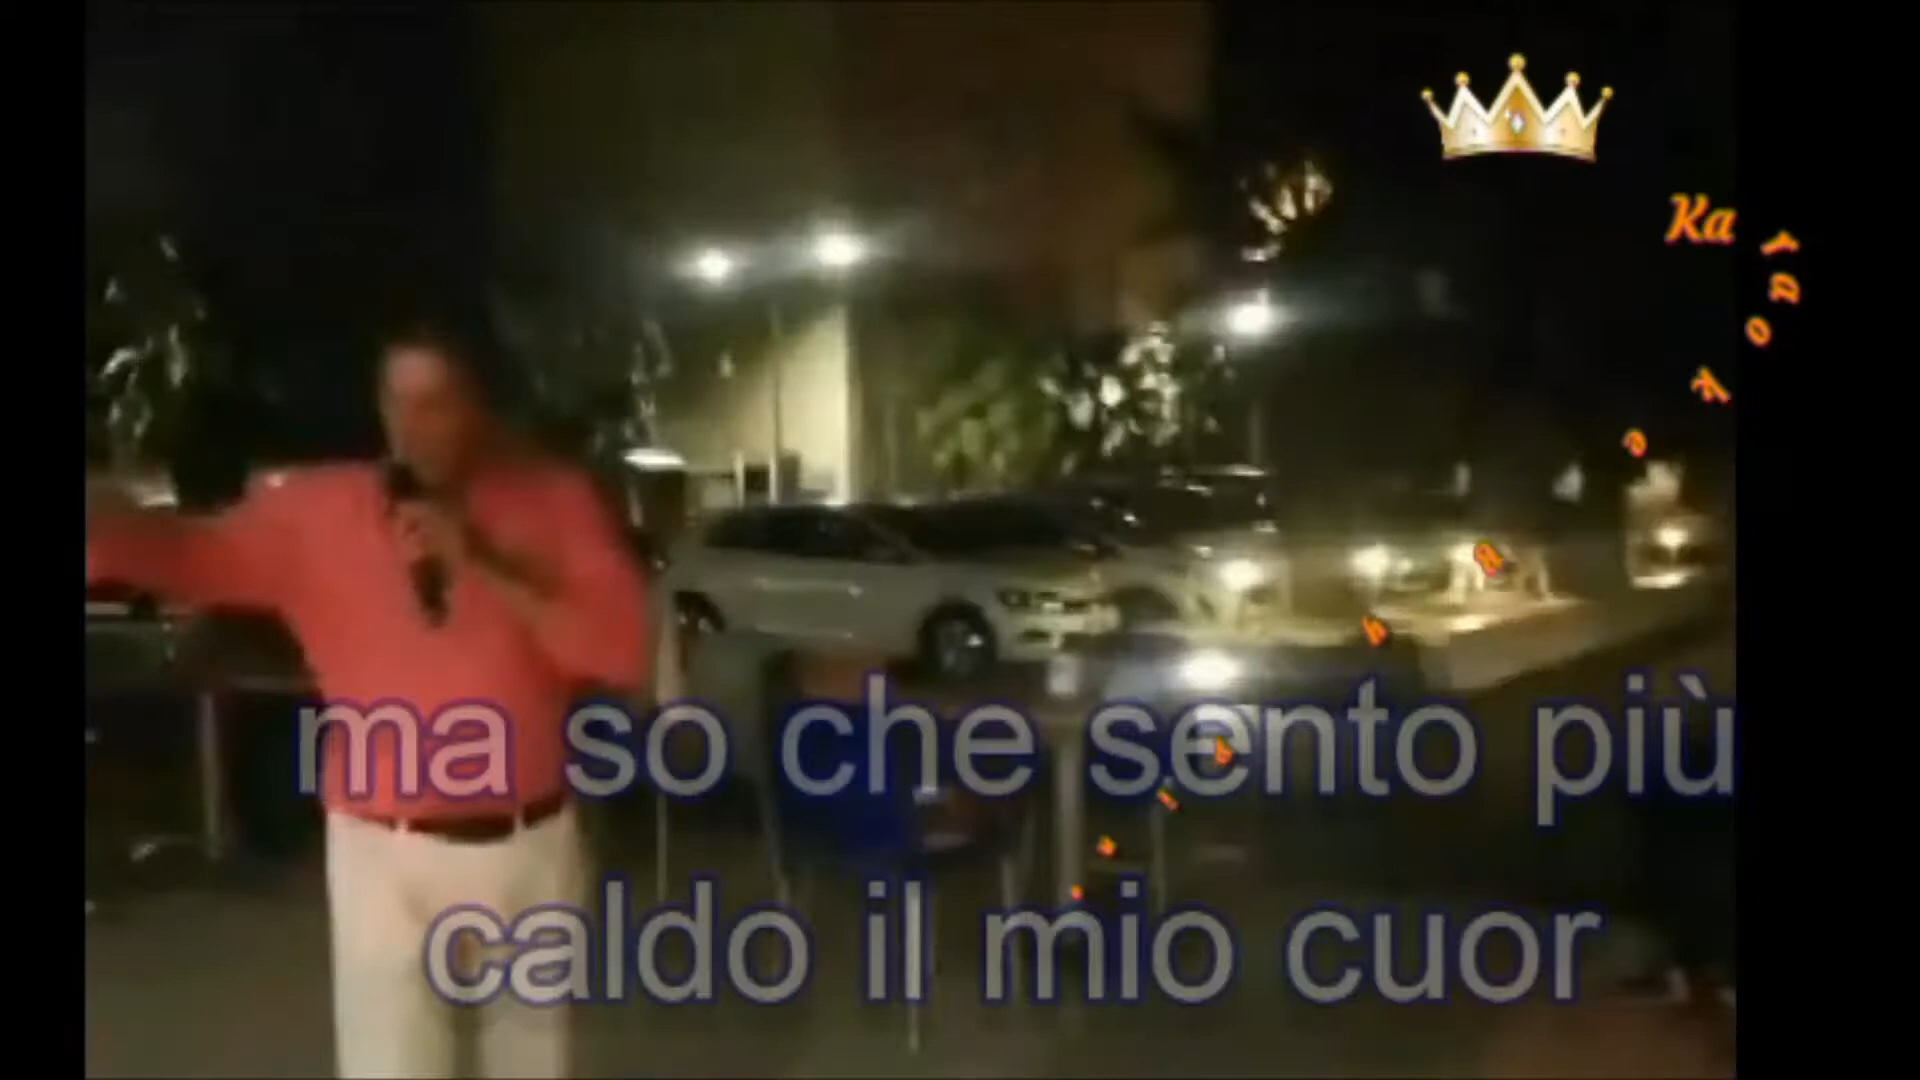 ma so che sento più
caldo il mio cuor
Ka